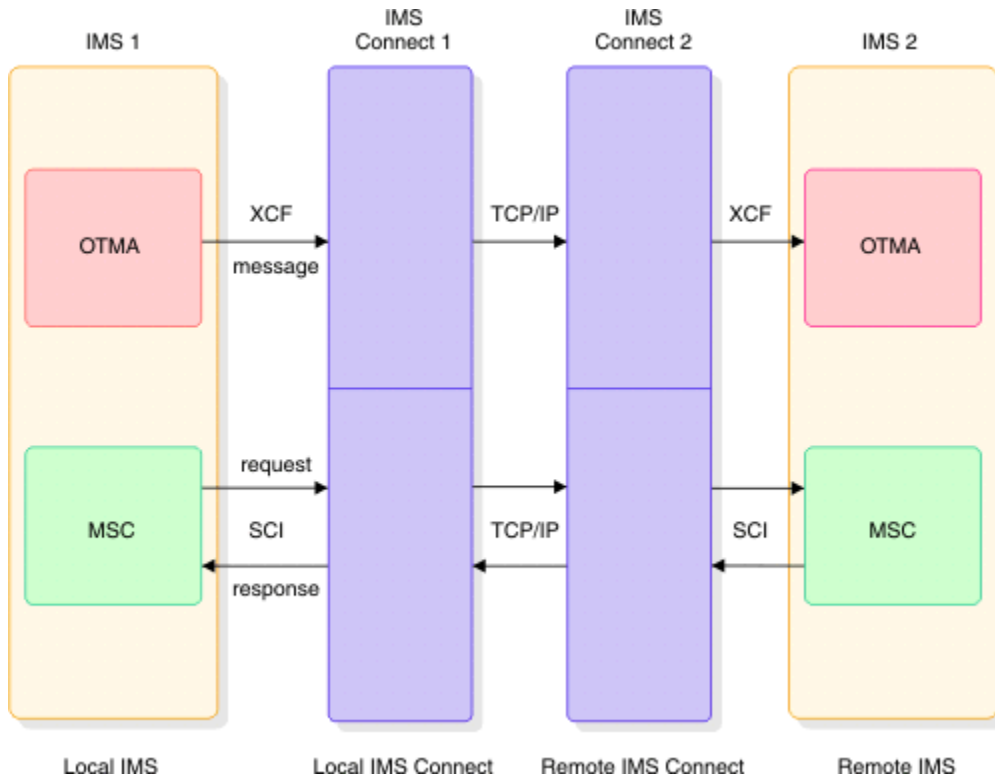 IMS 1
IMS
Connect 1
IMS
Connect 2
IMS 2
OTMA
XCF
message
TCP/IP
XCF
OTMA
MSC
request
SCI
response
TCP/IP
SCI
MSC
Local IMS
Local IMS Connect
Remote IMS Connect
Remote IMS